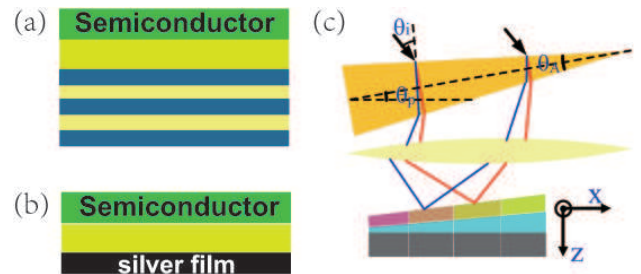 (a)
Semiconductor
(b)
Semiconductor
silver film
(c)
θi
θA
θp
X
Z